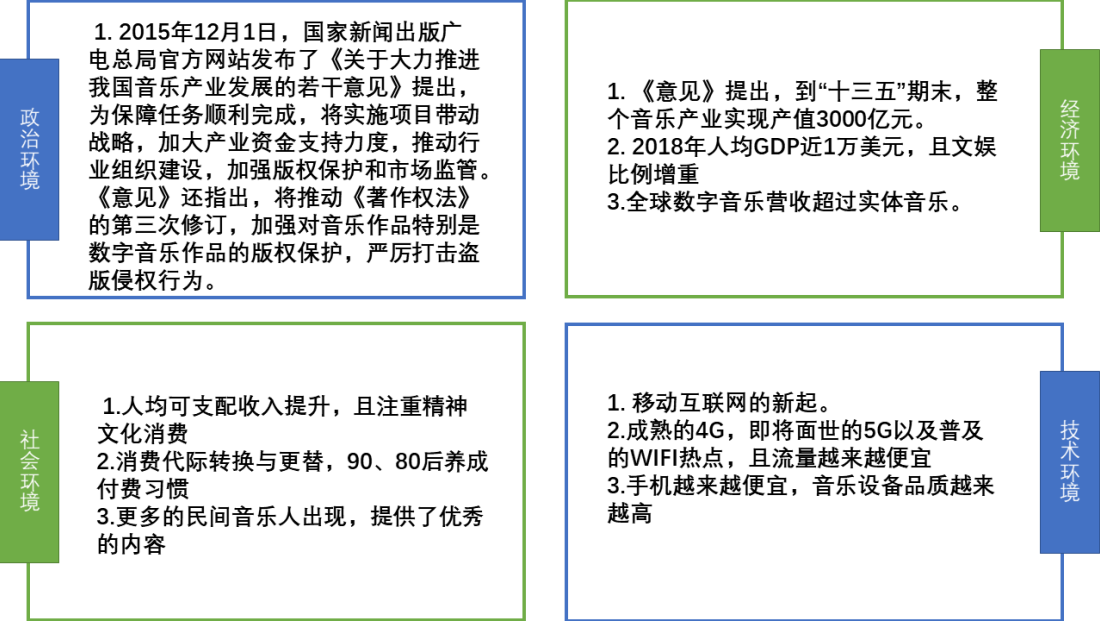 政治环境
1. 2015年12月1日，国家新闻出版广
电总局官方网站发布了《关于大力推进
我国音乐产业发展的若干意见》提出，
为保障任务顺利完成，将实施项目带动
战略，加大产业资金支持力度，推动行
业组织建设，加强版权保护和市场监管。
《意见》还指出，将推动《著作权法》
的第三次修订，加强对音乐作品特别是
数字音乐作品的版权保护，严厉打击盗
版侵权行为。
1. 《意见》提出，到“十三五”期末，整
个音乐产业实现产值3000亿元。
2. 2018年人均GDP近1万美元，且文娱
比例增重
3.全球数字音乐营收超过实体音乐。
经济环境
社会环境
1.人均可支配收入提升，且注重精神
文化消费
2.消费代际转换与更替，90、80后养成
付费习惯
3.更多的民间音乐人出现，提供了优秀
的内容
1. 移动互联网的新起。
2.成熟的4G，即将面世的5G以及普及
的WIFI热点，且流量越来越便宜
3.手机越来越便宜，音乐设备品质越来
越高
技术环境